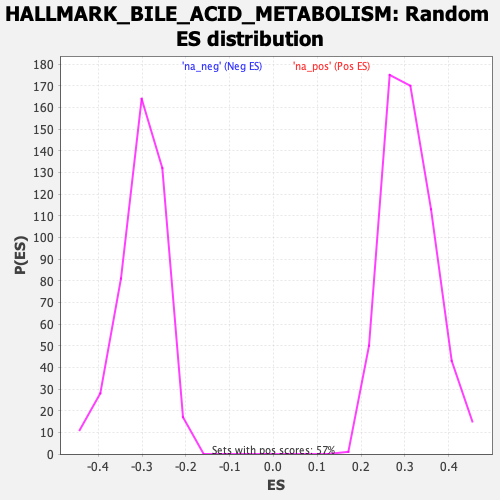 HALLMARK_BILE_ACID_METABOLISM: Random
ES distribution
'na_neg' (Neg ES) 'na_pos' (Pos ES)
P(ES)
180
170
160
150
140
130
120
110
100
90
80
70
60
50
40
30
20
10
0
Sets with pos scores: 57%
-0.4 -0.3 -0.2 -0.1 0.0 0.1 0.2 0.3 0.4
ES